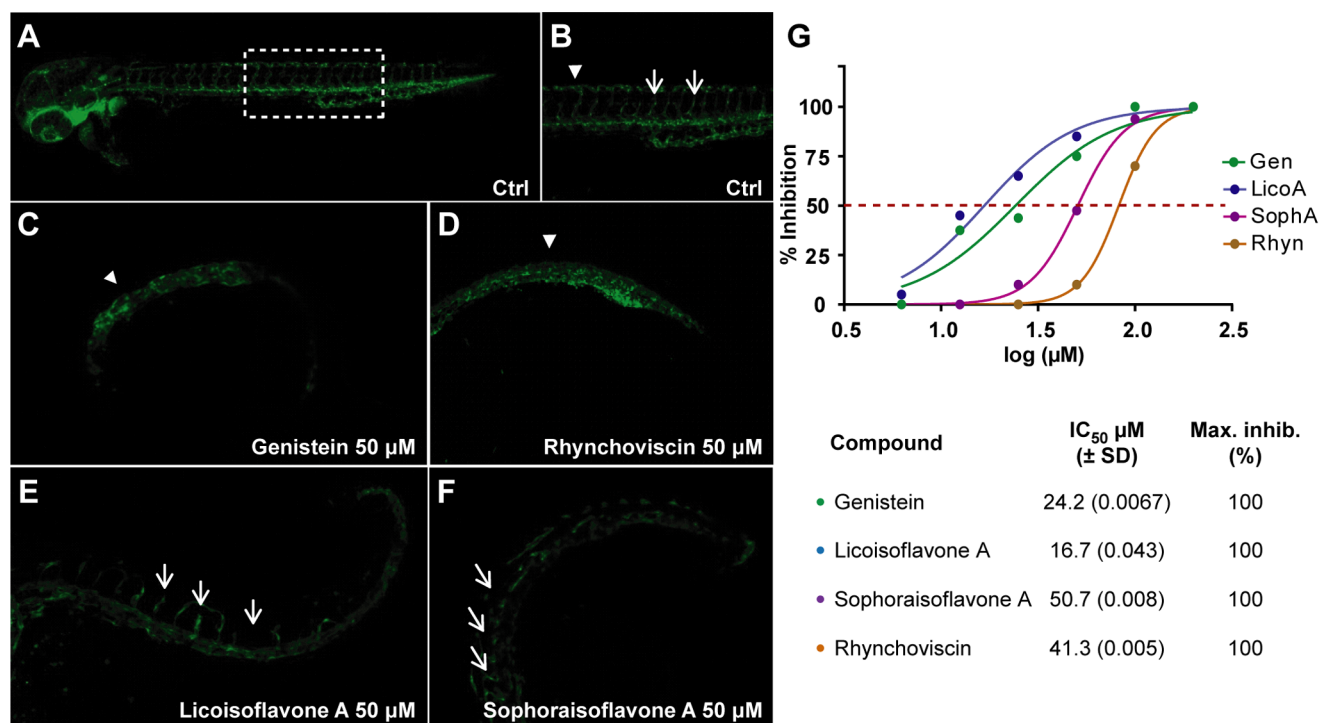 A
Ctrl
B
Ctrl
C
Genistein 50 µM
D
Rhynchoviscin 50 µM
E
Licoisoflavone A 50 µM
F
Sophoraisoflavone A 50 µM
G
% Inhibition
100
75
50
25
0
0.5 1.0 1.5 2.0 2.5
log (µM)
Gen
LicoA
SophA
Rhyn
Compound IC50 µM (± SD) Max. inhib. (%)
Genistein 24.2 (0.0067) 100
Licoisoflavone A 16.7 (0.043) 100
Sophoraisoflavone A 50.7 (0.008) 100
Rhynchoviscin 41.3 (0.005) 100